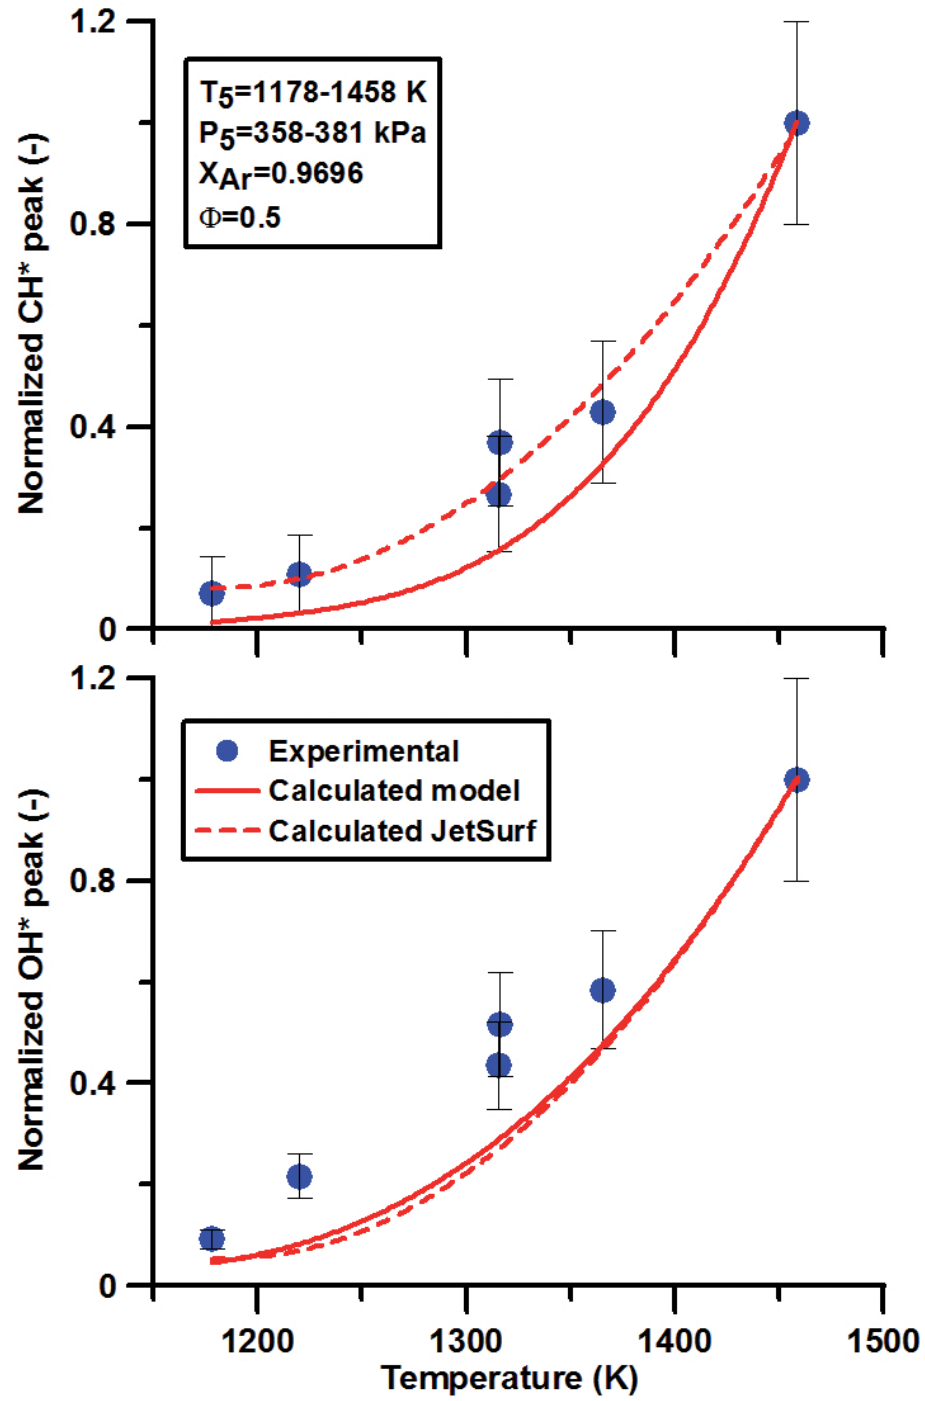 1.2
0.8
0.4
0
Normalized CH* peak (-)
T5=1178-1458 K
P5=358-381 kPa
XAr=0.9696
Φ=0.5
1.2
0.8
0.4
0
Normalized OH* peak (-)
Experimental
Calculated model
Calculated JetSurf
1200 1300 1400 1500
Temperature (K)